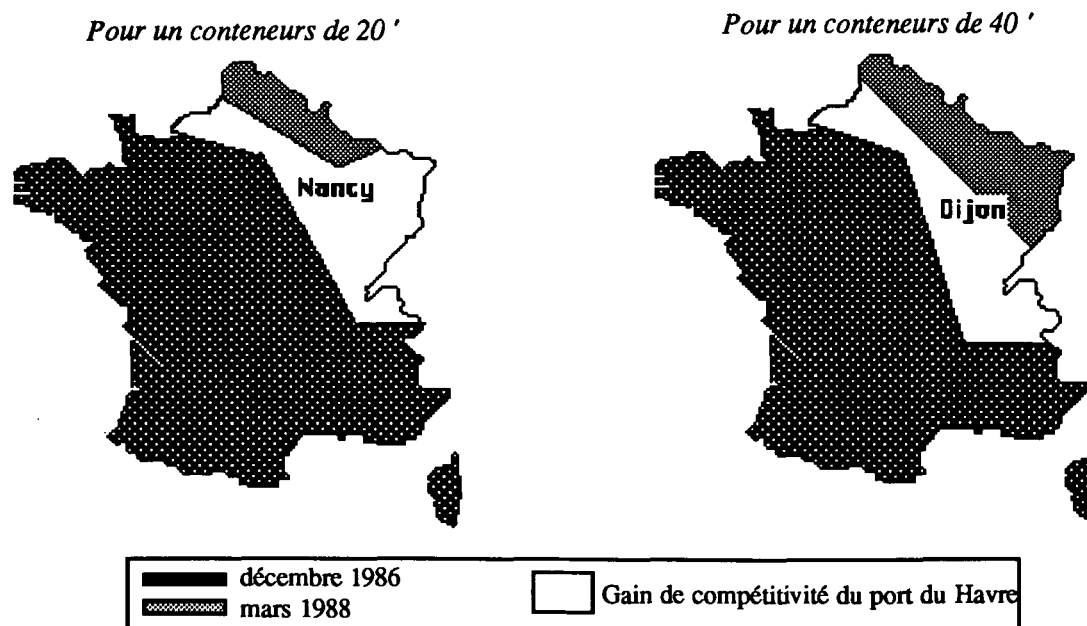 Pour un conteneurs de 20 '
Pour un conteneurs de 40 '
Nancy
Dijon
décembre 1986
mars 1988
Gain de compétitivité du port du Havre